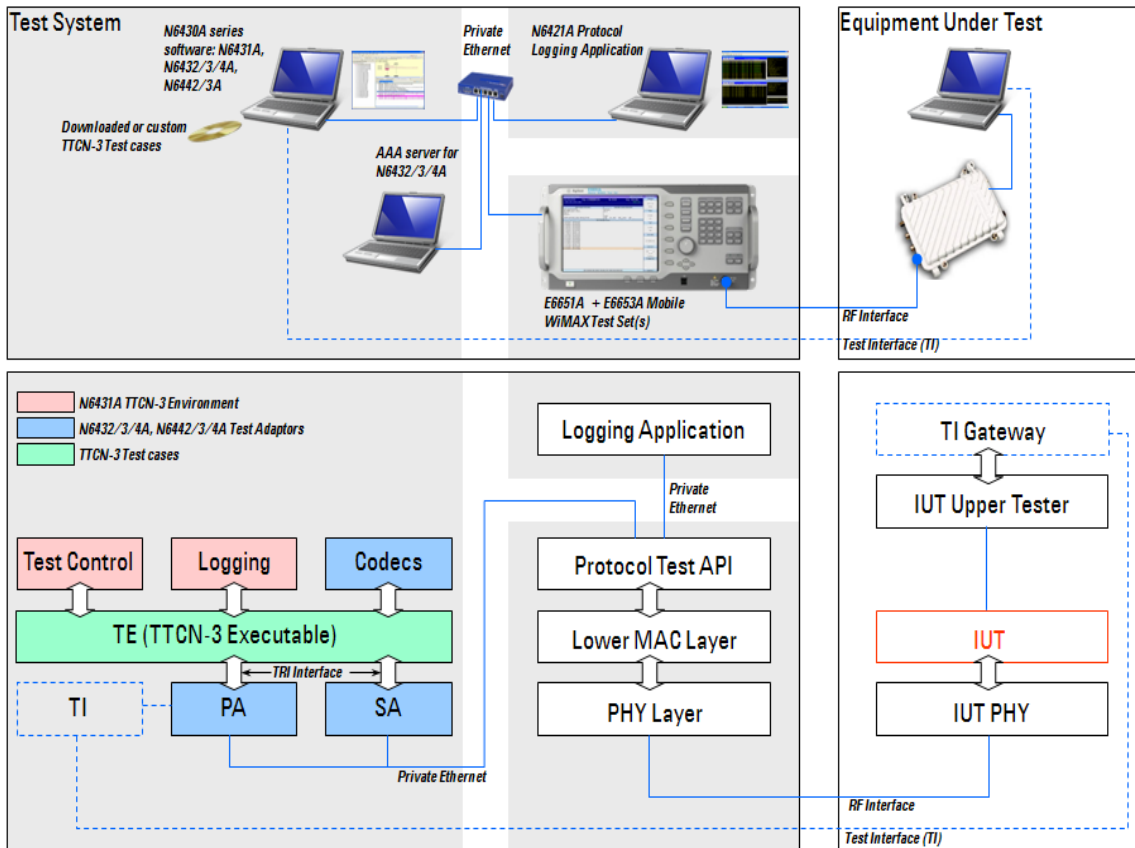 Test System
N6430A series
software: N6431A,
N6432/3/4A,
N6442/3A
Downloaded or custom
TTCN-3 Test cases
Private
Ethernet
N6421A Protocol
Logging Application
AAA server for
N6432/3/4A
E6651A + E6653A Mobile
WiMAX Test Set(s)
Equipment Under Test
RF Interface
Test Interface (TI)
N6431A TTCN-3 Environment
N6432/3/4A, N6442/3/4A Test Adaptors
TTCN-3 Test cases
Test Control
Logging
Codecs
TE (TTCN-3 Executable)
TRI Interface
TI
PA
SA
Private Ethernet
Logging Application
Private
Ethernet
Protocol Test API
Lower MAC Layer
PHY Layer
TI Gateway
IUT Upper Tester
IUT
IUT PHY
RF Interface
Test Interface (TI)